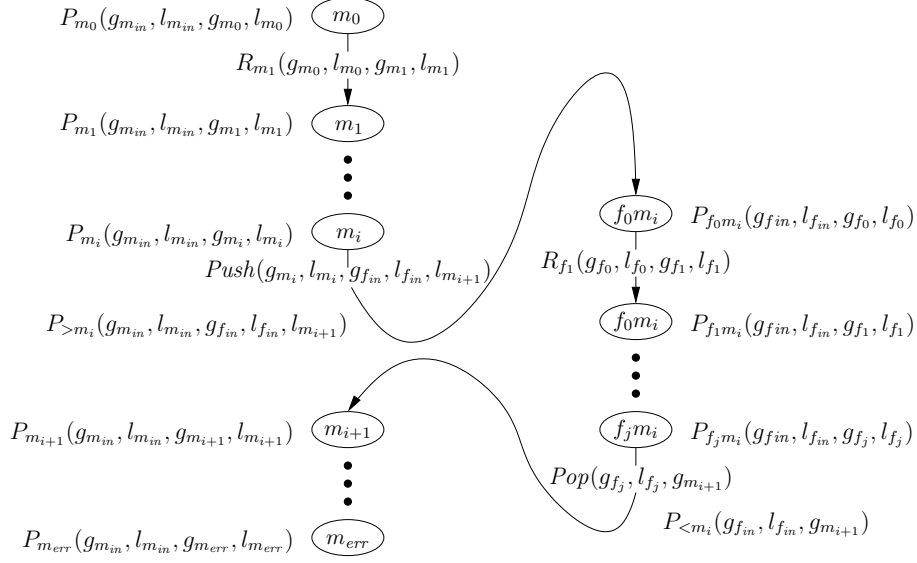 P_{m_0}(g_{m_{in}}, l_{m_{in}}, g_{m_0}, l_{m_0})
m_0
R_{m_1}(g_{m_0}, l_{m_0}, g_{m_1}, l_{m_1})
P_{m_1}(g_{m_{in}}, l_{m_{in}}, g_{m_1}, l_{m_1})
m_1
P_{m_i}(g_{m_{in}}, l_{m_{in}}, g_{m_i}, l_{m_i})
m_i
Push(g_{m_i}, l_{m_i}, g_{f_{in}}, l_{f_{in}}, l_{m_{i+1}})
P_{>m_i}(g_{m_{in}}, l_{m_{in}}, g_{f_{in}}, l_{f_{in}}, l_{m_{i+1}})
f_0m_i
P_{f_0m_i}(g_{fin}, l_{f_{in}}, g_{f_0}, l_{f_0})
R_{f_1}(g_{f_0}, l_{f_0}, g_{f_1}, l_{f_1})
f_0m_i
P_{f_1m_i}(g_{fin}, l_{f_{in}}, g_{f_1}, l_{f_1})
f_jm_i
P_{f_jm_i}(g_{fin}, l_{f_{in}}, g_{f_j}, l_{f_j})
Pop(g_{f_j}, l_{f_j}, g_{m_{i+1}})
P_{<m_i}(g_{f_{in}}, l_{f_{in}}, g_{m_{i+1}})
P_{m_{i+1}}(g_{m_{in}}, l_{m_{in}}, g_{m_{i+1}}, l_{m_{i+1}})
m_{i+1}
P_{m_{err}}(g_{m_{in}}, l_{m_{in}}, g_{m_{err}}, l_{m_{err}})
m_{err}